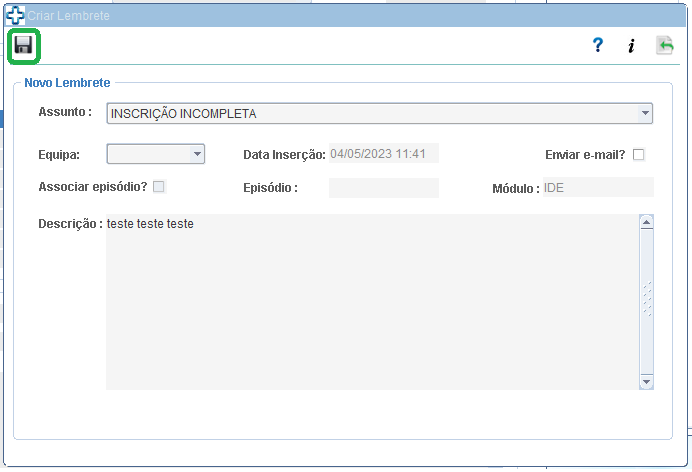 Criar Lembrete
? i
Novo Lembrete
Assunto : INSCRIÇÃO INCOMPLETA
Equipa: Data Inserção: 04/05/2023 11:41 Enviar e-mail?
Associar episódio? Episódio : Módulo : IDE
Descrição : teste teste teste